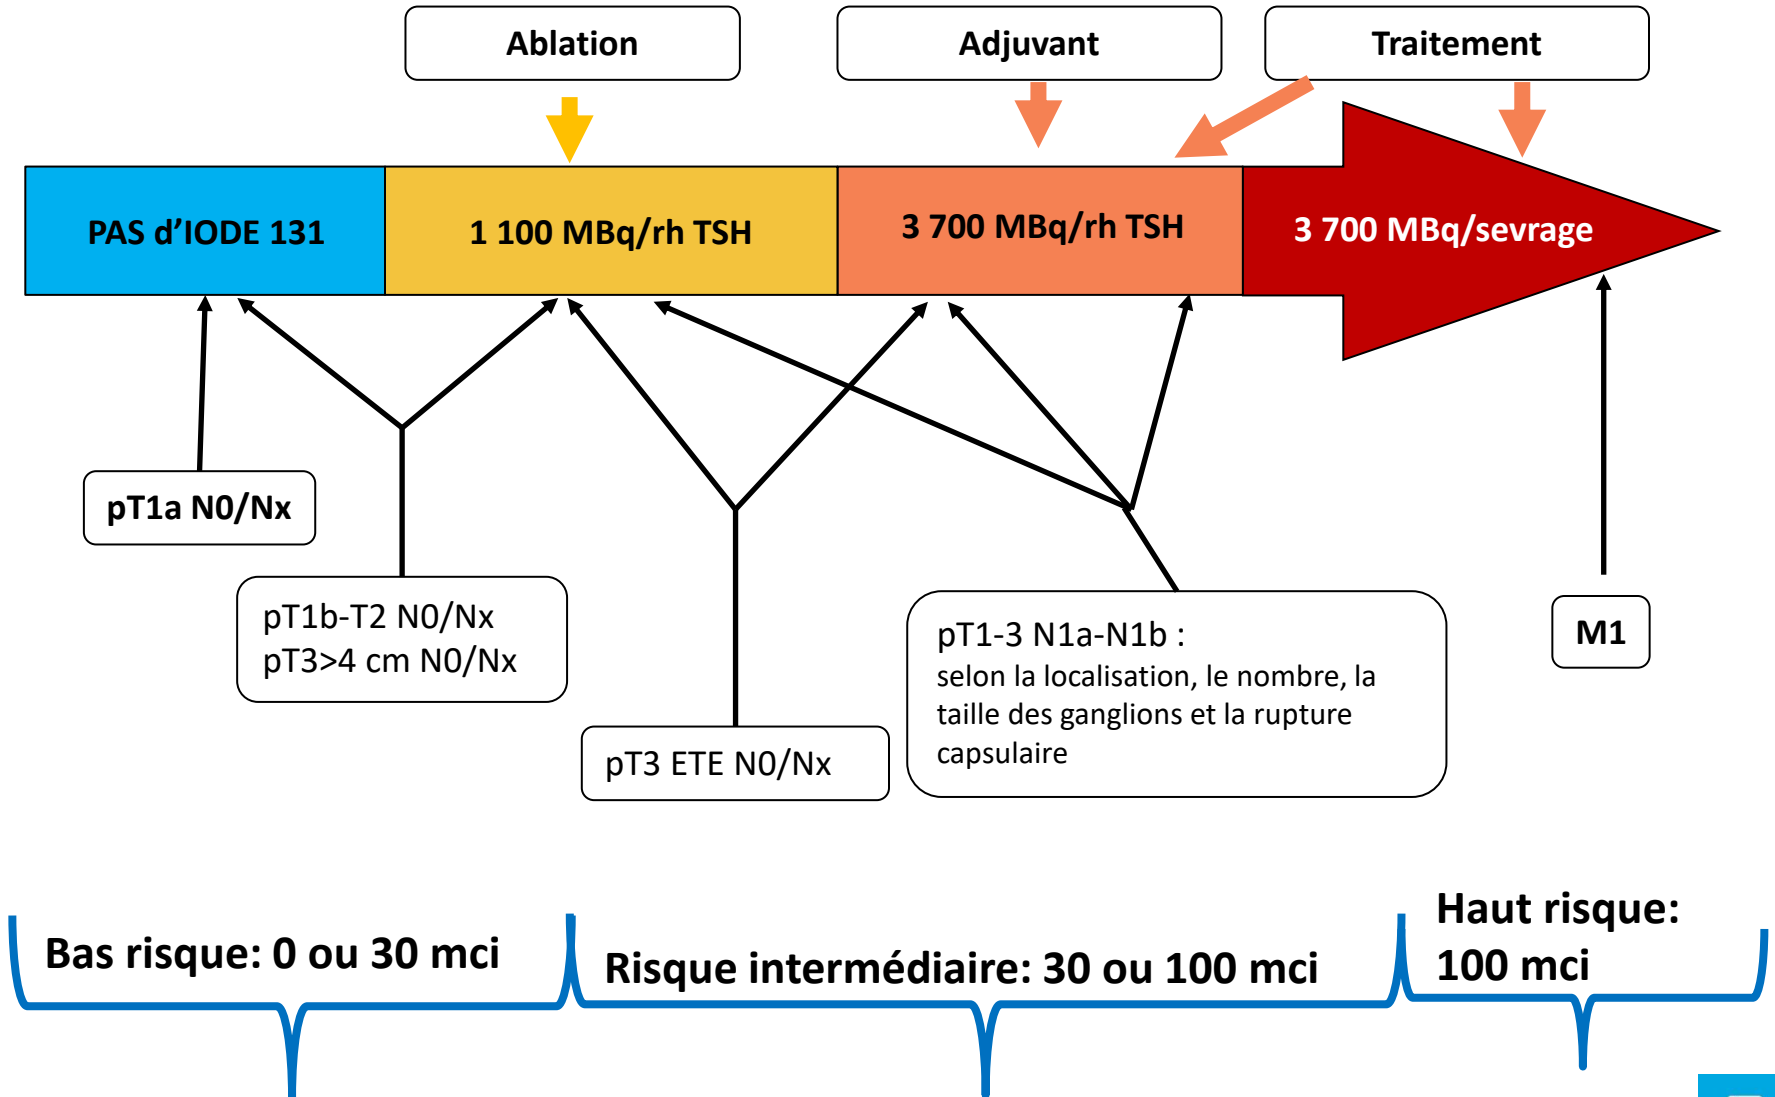 Ablation
Adjuvant
Traitement
PAS d’IODE 131
1 100 MBq/rh TSH
3 700 MBq/rh TSH
3 700 MBq/sevrage
pT1a N0/Nx
pT1b-T2 N0/Nx
pT3>4 cm N0/Nx
pT3 ETE N0/Nx
pT1-3 N1a-N1b :
selon la localisation, le nombre, la
taille des ganglions et la rupture
capsulaire
M1
Bas risque: 0 ou 30 mci
Risque intermédiaire: 30 ou 100 mci
Haut risque:
100 mci